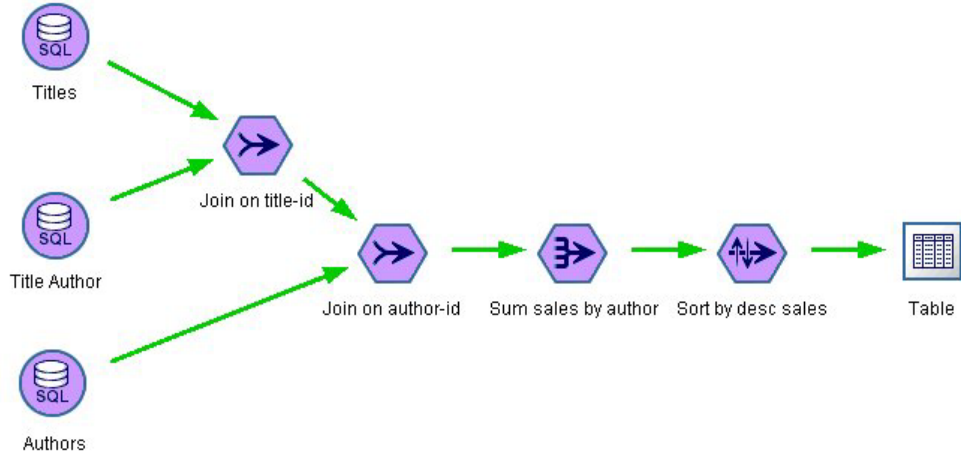 SQL
Titles
Join on title-id
SQL
Title Author
Join on author-id
Sum sales by author
Sort by desc sales
Table
SQL
Authors